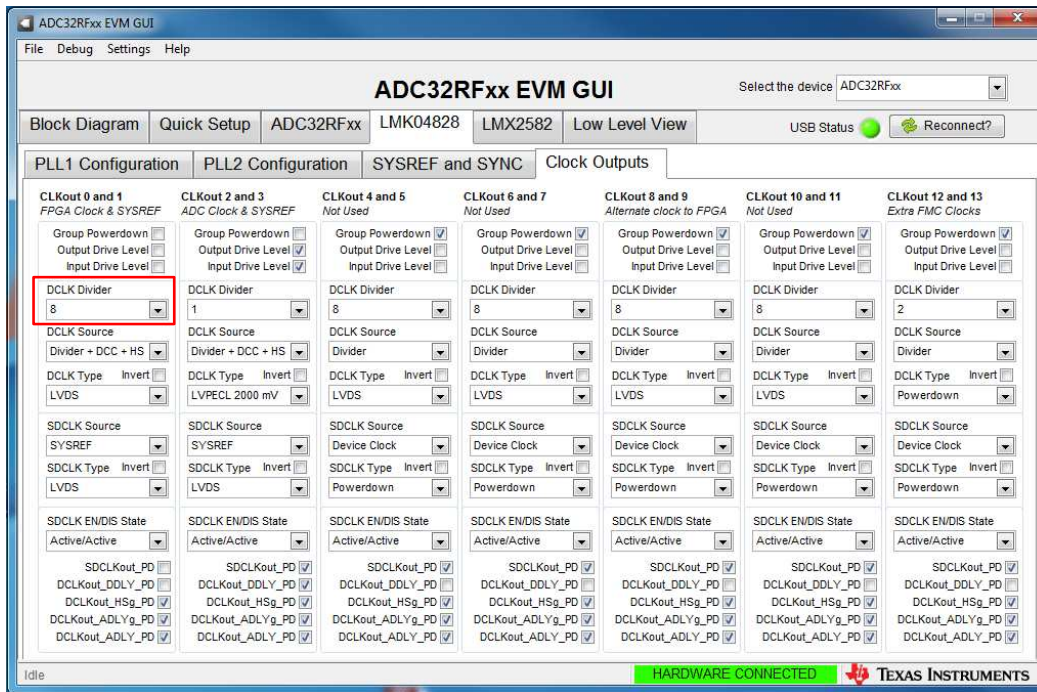 ADC32RFxx EVM GUI
File Debug Settings Help
ADC32RFxx EVM GUI
Select the device ADC32RFxx
Block Diagram Quick Setup ADC32RFxx LMK04828 LMX2582 Low Level View USB Status Reconnect?
PLL1 Configuration PLL2 Configuration SYSREF and SYNC Clock Outputs
CLKout 0 and 1 CLKout 2 and 3 CLKout 4 and 5 CLKout 6 and 7 CLKout 8 and 9 CLKout 10 and 11 CLKout 12 and 13
FPGA Clock & SYSREF ADC Clock & SYSREF Not Used Not Used Alternate clock to FPGA Not Used Extra FMC Clocks
Group Powerdown Group Powerdown Group Powerdown Group Powerdown Group Powerdown Group Powerdown Group Powerdown
Output Drive Level Output Drive Level Output Drive Level Output Drive Level Output Drive Level Output Drive Level Output Drive Level
Input Drive Level Input Drive Level Input Drive Level Input Drive Level Input Drive Level Input Drive Level Input Drive Level
DCLK Divider DCLK Divider DCLK Divider DCLK Divider DCLK Divider DCLK Divider DCLK Divider
8 1 8 8 8 8 2
DCLK Source DCLK Source DCLK Source DCLK Source DCLK Source DCLK Source DCLK Source
Divider + DCC + HS Divider + DCC + HS Divider Divider Divider Divider Divider
DCLK Type Invert DCLK Type Invert DCLK Type Invert DCLK Type Invert DCLK Type Invert DCLK Type Invert DCLK Type Invert
LVDS LVPECL 2000 mV LVDS LVDS LVDS LVDS Powerdown
SDCLK Source SDCLK Source SDCLK Source SDCLK Source SDCLK Source SDCLK Source SDCLK Source
SYSREF SYSREF Device Clock Device Clock Device Clock Device Clock Device Clock
SDCLK Type Invert SDCLK Type Invert SDCLK Type Invert SDCLK Type Invert SDCLK Type Invert SDCLK Type Invert SDCLK Type Invert
LVDS LVDS Powerdown Powerdown Powerdown Powerdown Powerdown
SDCLK EN/DIS State SDCLK EN/DIS State SDCLK EN/DIS State SDCLK EN/DIS State SDCLK EN/DIS State SDCLK EN/DIS State SDCLK EN/DIS State
Active/Active Active/Active Active/Active Active/Active Active/Active Active/Active Active/Active
SDCLKout_PD SDCLKout_PD SDCLKout_PD SDCLKout_PD SDCLKout_PD SDCLKout_PD SDCLKout_PD
DCLKout_DDLY_PD DCLKout_DDLY_PD DCLKout_DDLY_PD DCLKout_DDLY_PD DCLKout_DDLY_PD DCLKout_DDLY_PD DCLKout_DDLY_PD
DCLKout_HSg_PD DCLKout_HSg_PD DCLKout_HSg_PD DCLKout_HSg_PD DCLKout_HSg_PD DCLKout_HSg_PD DCLKout_HSg_PD
DCLKout_ADLYg_PD DCLKout_ADLYg_PD DCLKout_ADLYg_PD DCLKout_ADLYg_PD DCLKout_ADLYg_PD DCLKout_ADLYg_PD DCLKout_ADLYg_PD
DCLKout_ADLY_PD DCLKout_ADLY_PD DCLKout_ADLY_PD DCLKout_ADLY_PD DCLKout_ADLY_PD DCLKout_ADLY_PD DCLKout_ADLY_PD
Idle HARDWARE CONNECTED TEXAS INSTRUMENTS